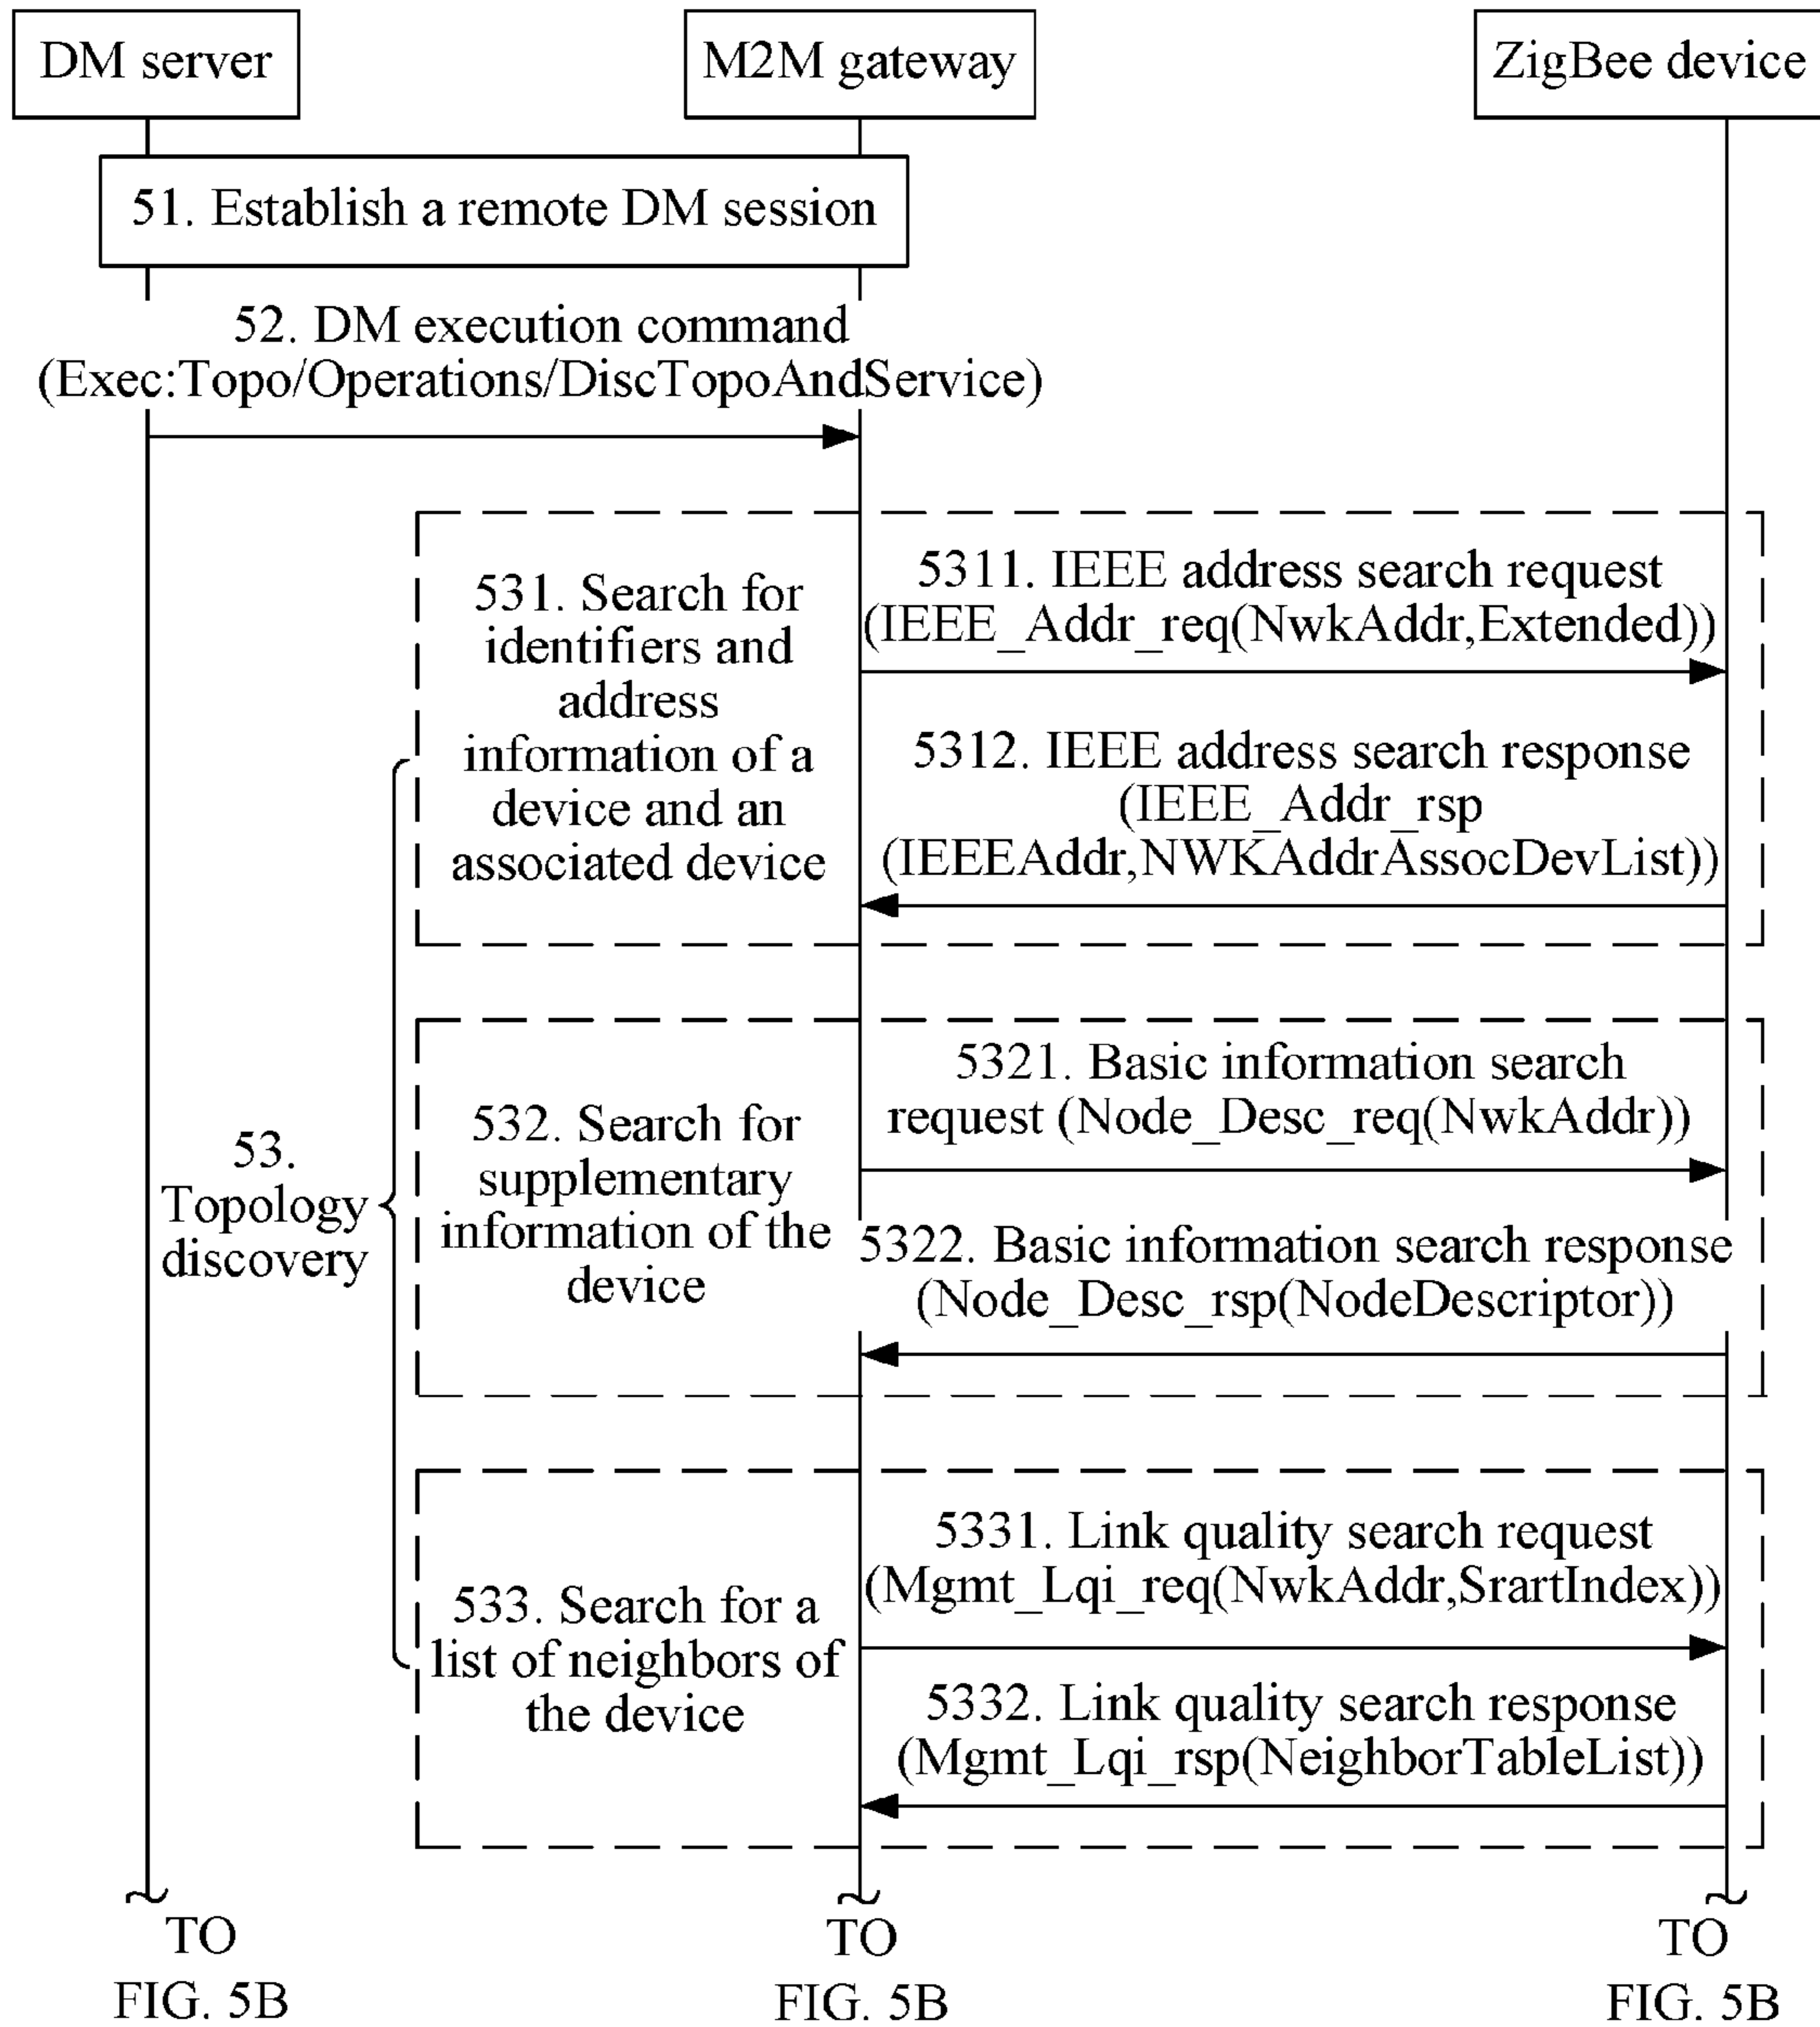 DM server
M2M gateway
ZigBee device
51. Establish a remote DM session
52. DM execution command
(Exec:Topo/Operations/DiscTopoAndService)
531. Search for
identifiers and
address
information of a
device and an
associated device
5311. IEEE address search request
(IEEE_Addr_req(NwkAddr,Extended))
5312. IEEE address search response
(IEEE_Addr_rsp
(IEEEAddr,NWKAddrAssocDevList))
53.
Topology
discovery
532. Search for
supplementary
information of the
device
5321. Basic information search
request (Node_Desc_req(NwkAddr))
5322. Basic information search response
(Node_Desc_rsp(NodeDescriptor))
533. Search for a
list of neighbors of
the device
5331. Link quality search request
(Mgmt_Lqi_req(NwkAddr,SrartIndex))
5332. Link quality search response
(Mgmt_Lqi_rsp(NeighborTableList))
TO
FIG. 5B
TO
FIG. 5B
TO
FIG. 5B